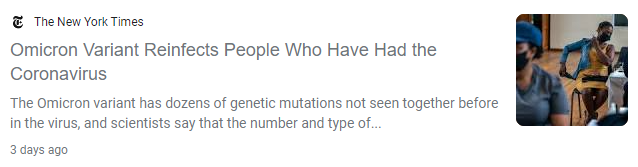 The New York Times
Omicron Variant Reinfects People Who Have Had the
Coronavirus
The Omicron variant has dozens of genetic mutations not seen together before
in the virus, and scientists say that the number and type of...
3 days ago